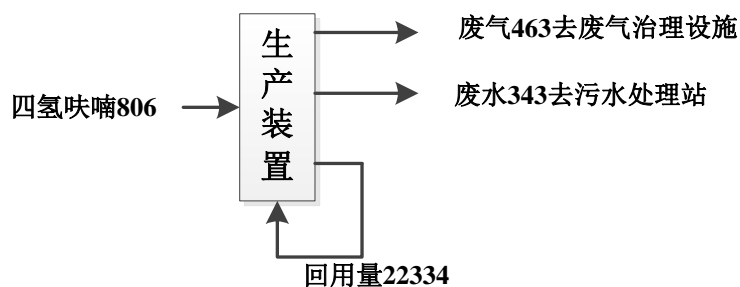 废气463去废气治理设施
四氢呋喃806
生产装置
废水343去污水处理站
回用量22334